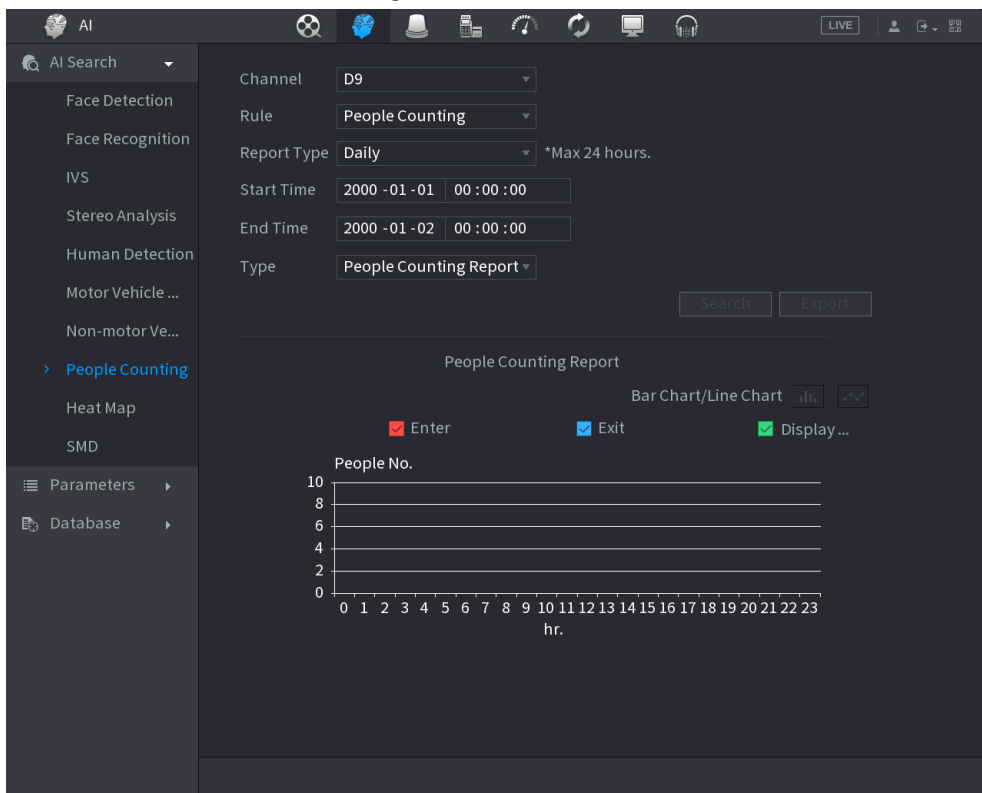 AI
LIVE
AI Search
Face Detection
Face Recognition
IVS
Stereo Analysis
Human Detection
Motor Vehicle ...
Non-motor Ve...
People Counting
Heat Map
SMD
Parameters
Database
Channel D9
Rule People Counting
Report Type Daily *Max 24 hours.
Start Time 2000 -01 -01 00 : 00 : 00
End Time 2000 -01 -02 00 : 00 : 00
Type People Counting Report
Search Export
People Counting Report
Bar Chart/Line Chart
Enter Exit Display ...
People No.
10
8
6
4
2
0
0 1 2 3 4 5 6 7 8 9 10 11 12 13 14 15 16 17 18 19 20 21 22 23
hr.